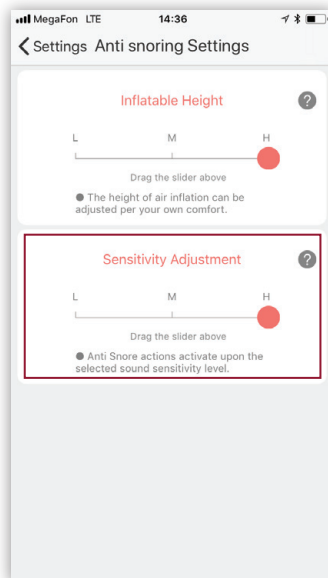 MegaFon LTE 14:36
Settings Anti snoring Settings
Inflatable Height ?
L M H
Drag the slider above
● The height of air inflation can be
adjusted per your own comfort.
Sensitivity Adjustment ?
L M H
Drag the slider above
● Anti Snore actions activate upon the
selected sound sensitivity level.